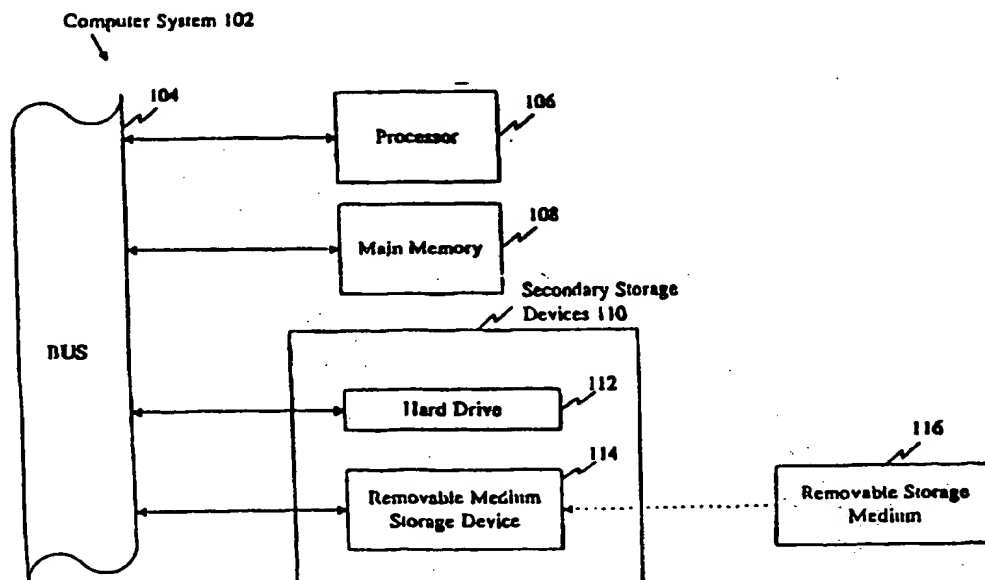 Computer System 102
104
106
Processor
108
Main Memory
Secondary Storage
Devices 110
BUS
112
Hard Drive
114
116
Removable Medium
Storage Device
Removable Storage
Medium